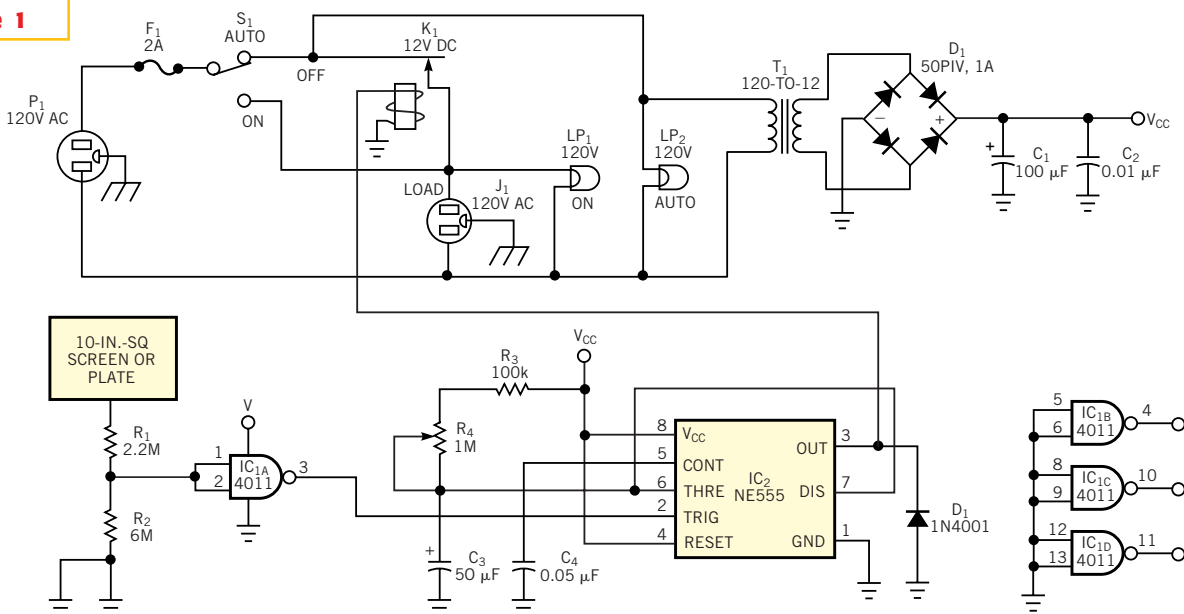 e 1
F1
2A
S1
AUTO
OFF
ON
K1
12V DC
P1
120V AC
LOAD
J1
120V AC
LP1
120V
ON
LP2
120V
AUTO
T1
120-TO-12
D1
50PIV, 1A
−
+
VCC
+
C1
100 µF
C2
0.01 µF
10-IN.-SQ
SCREEN OR
PLATE
R1
2.2M
R2
6M
V
1
2
IC1A
4011
3
VCC
R3
100k
R4
1M
8
5
6
2
4
VCC
CONT
THRE
TRIG
RESET
IC2
NE555
OUT
DIS
GND
3
7
1
+
C3
50 µF
C4
0.05 µF
D1
1N4001
5
6
IC1B
4011
4
8
9
IC1C
4011
10
12
13
IC1D
4011
11